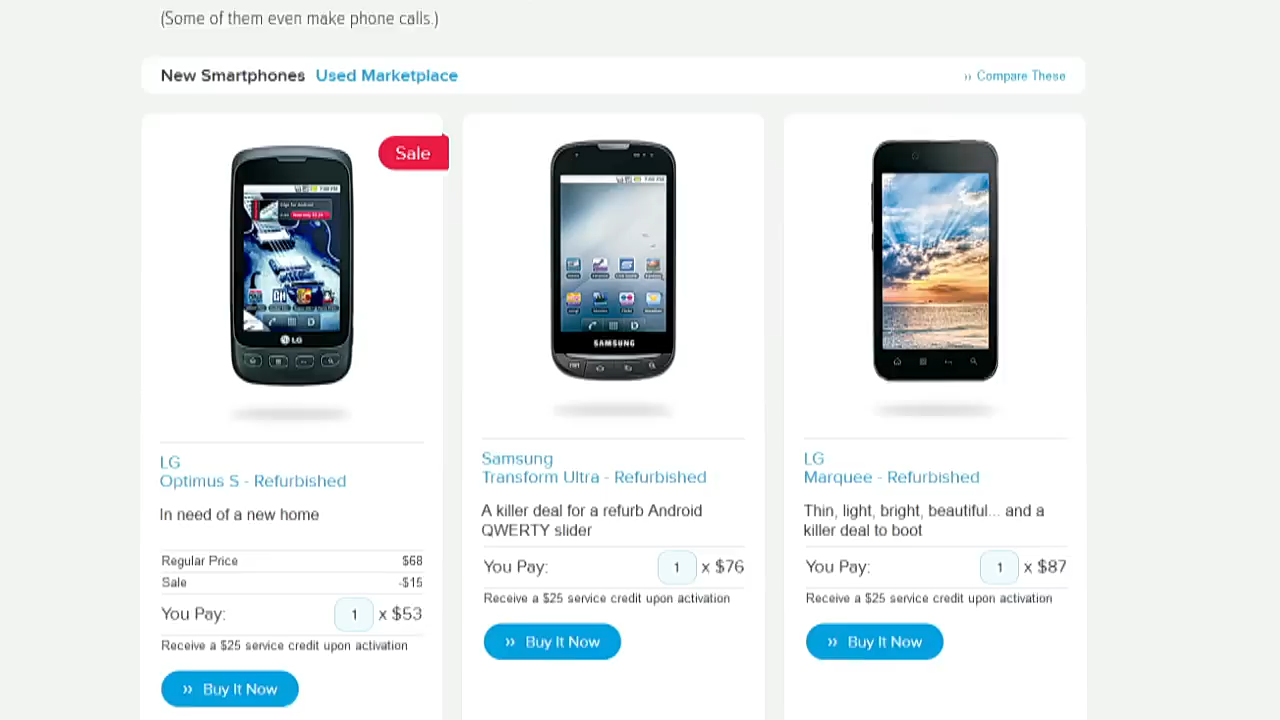 (Some of them even make phone calls.)
New Smartphones Used Marketplace
›› Compare These
Sale
LG
SAMSUNG
LG
Optimus S - Refurbished
In need of a new home
Regular Price $68
Sale -$15
You Pay: 1 x $53
Receive a $25 service credit upon activation
›› Buy It Now
Samsung
Transform Ultra - Refurbished
A killer deal for a refurb Android
QWERTY slider
You Pay: 1 x $76
Receive a $25 service credit upon activation
›› Buy It Now
LG
Marquee - Refurbished
Thin, light, bright, beautiful... and a
killer deal to boot
You Pay: 1 x $87
Receive a $25 service credit upon activation
›› Buy It Now